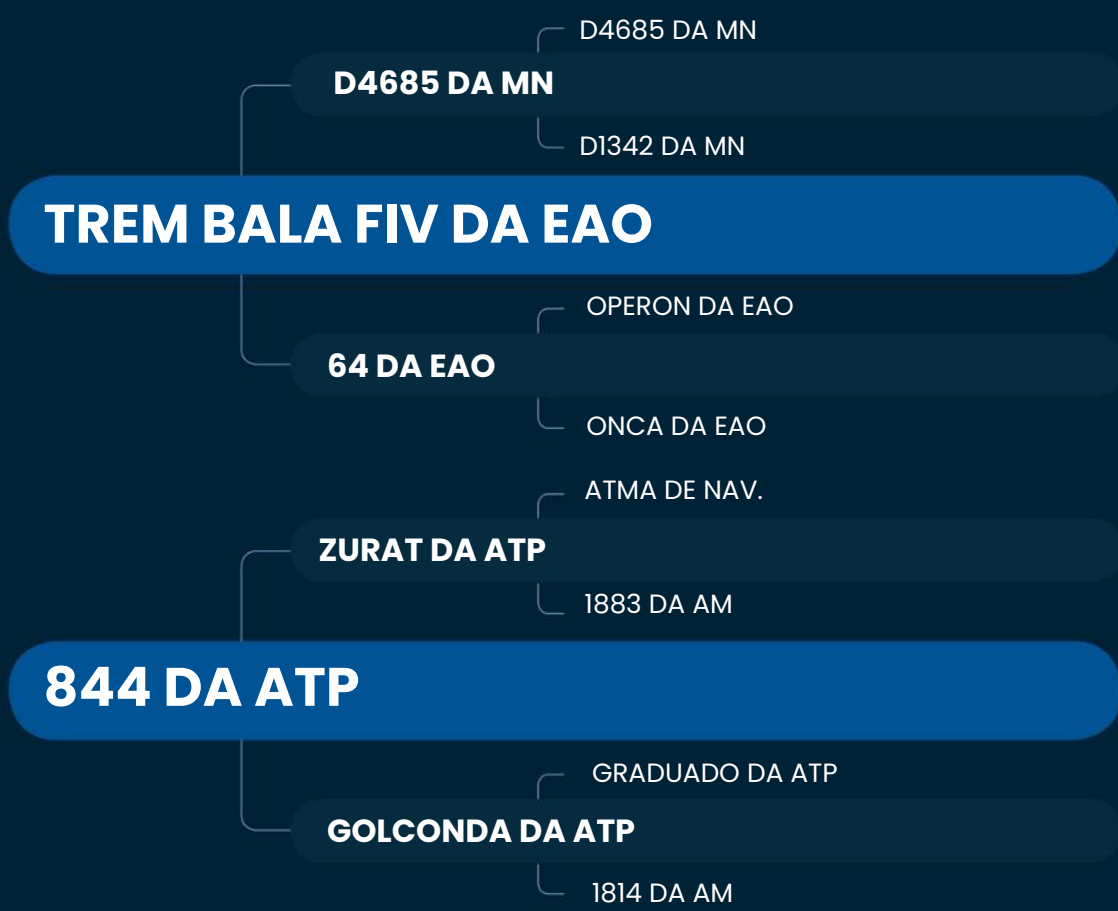 D4685 DA MN
D4685 DA MN
D1342 DA MN
TREM BALA FIV DA EAO
OPERON DA EAO
64 DA EAO
ONCA DA EAO
ATMA DE NAV.
ZURAT DA ATP
1883 DA AM
844 DA ATP
GRADUADO DA ATP
GOLCONDA DA ATP
1814 DA AM